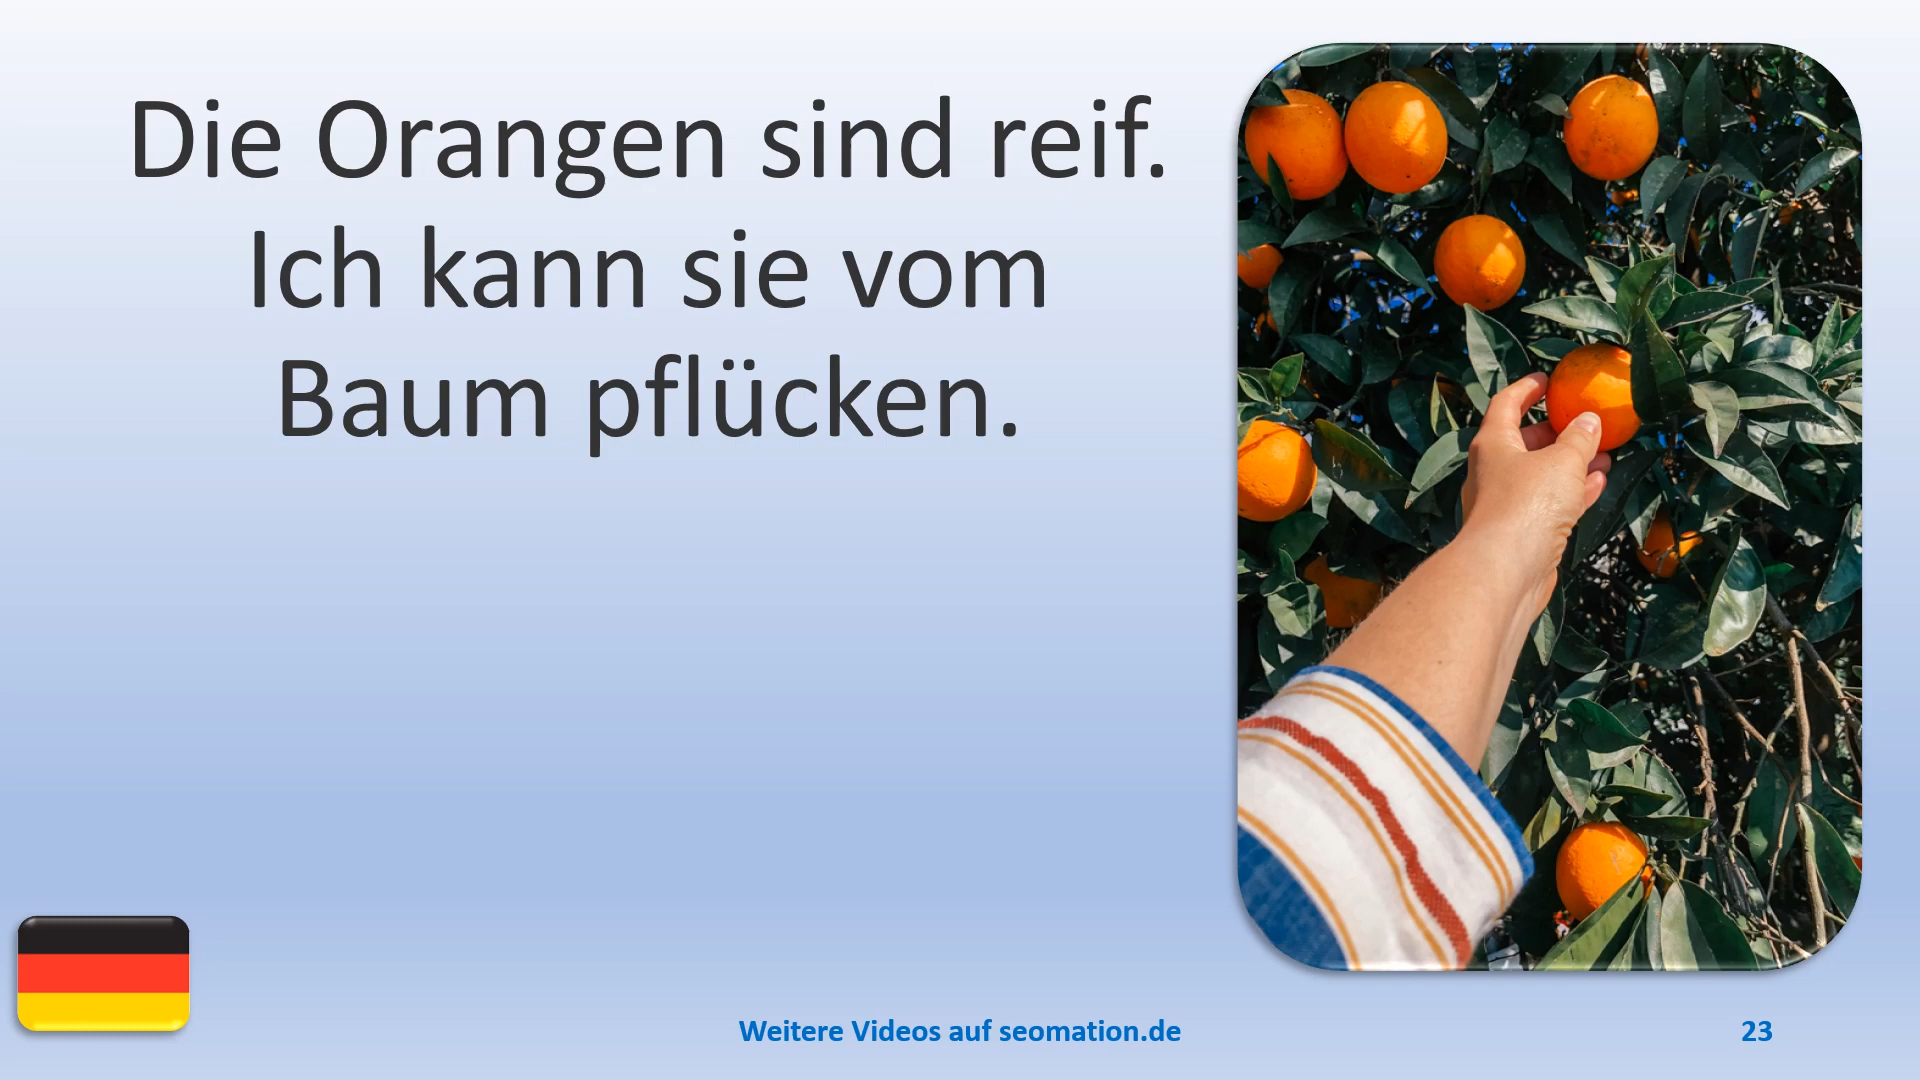 Die Orangen sind reif.
Ich kann sie vom
Baum pflücken.
Weitere Videos auf seomation.de
23